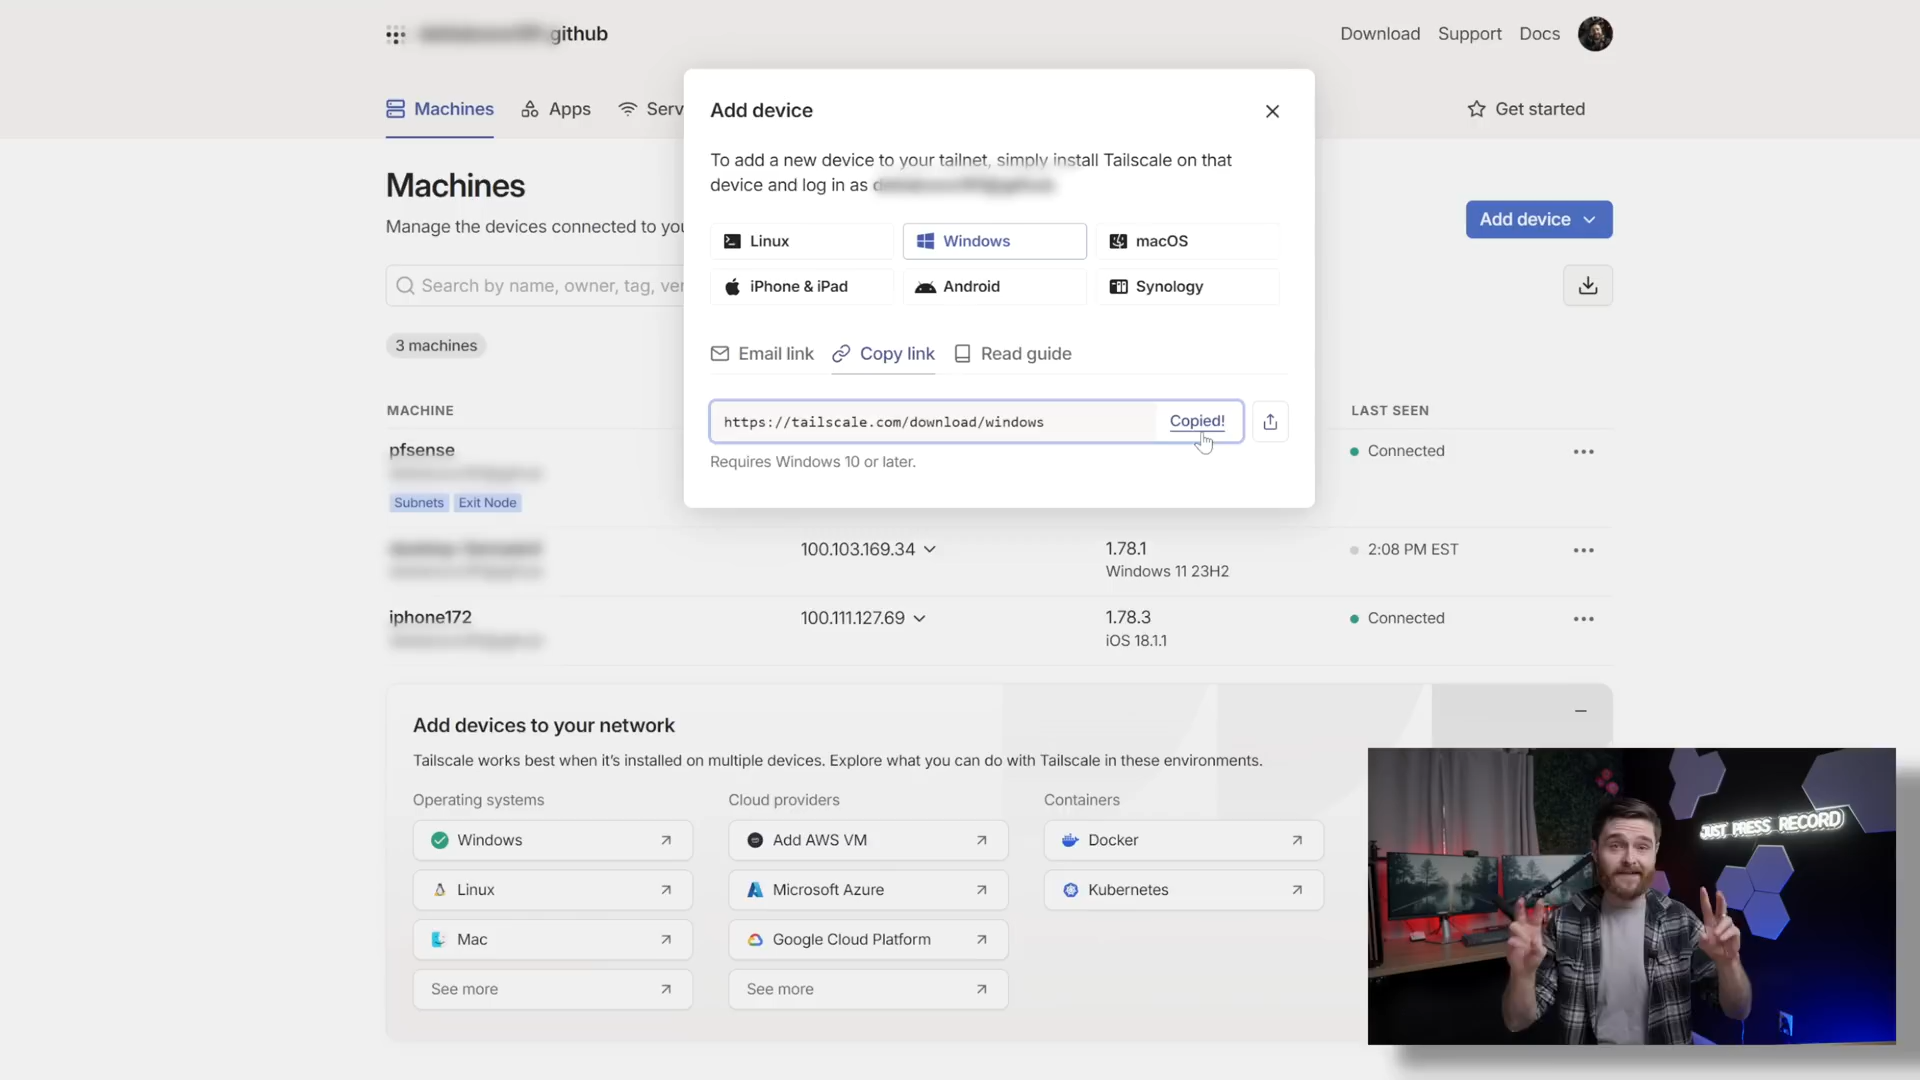 github
Download
Support
Docs
Machines
Apps
Serv
Get started
Add device
To add a new device to your tailnet, simply install Tailscale on that
device and log in as
Linux
Windows
macOS
iPhone & iPad
Android
Synology
Email link
Copy link
Read guide
https://tailscale.com/download/windows
Copied!
Requires Windows 10 or later.
Machines
Manage the devices connected to you
Add device
Search by name, owner, tag, ver
3 machines
MACHINE
LAST SEEN
pfsense
Connected
Subnets
Exit Node
100.103.169.34
1.78.1
2:08 PM EST
Windows 11 23H2
iphone172
100.111.127.69
1.78.3
Connected
iOS 18.1.1
Add devices to your network
Tailscale works best when it's installed on multiple devices. Explore what you can do with Tailscale in these environments.
Operating systems
Cloud providers
Containers
Windows
Add AWS VM
Docker
Linux
Microsoft Azure
Kubernetes
Mac
Google Cloud Platform
See more
See more
JUST PRESS RECORD